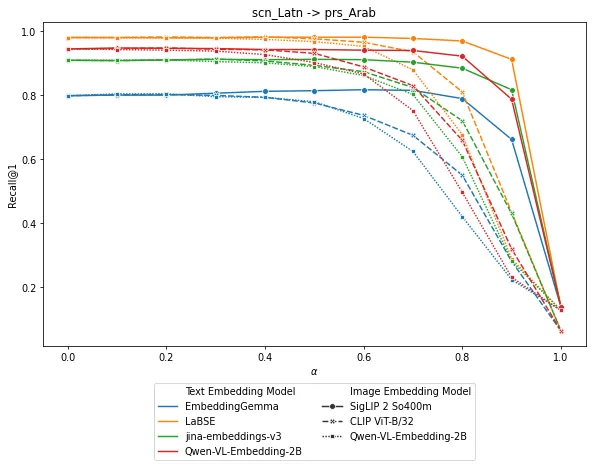 scn_Latn -> prs_Arab
Recall@1
1.0
0.8
0.6
0.4
0.2
0.0
0.2
0.4
0.6
0.8
1.0
α
Text Embedding Model
EmbeddingGemma
LaBSE
jina-embeddings-v3
Qwen-VL-Embedding-2B
Image Embedding Model
SigLIP 2 So400m
CLIP ViT-B/32
Qwen-VL-Embedding-2B